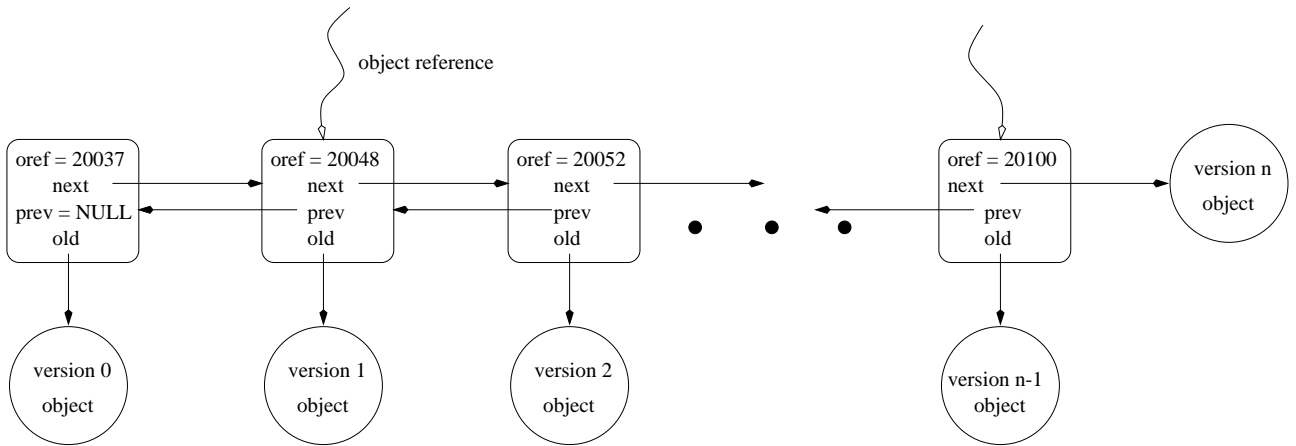 object reference
oref = 20037
next
prev = NULL
old
oref = 20048
next
prev
old
oref = 20052
next
prev
old
oref = 20100
next
prev
old
version n
object
version 0
object
version 1
object
version 2
object
version n-1
object